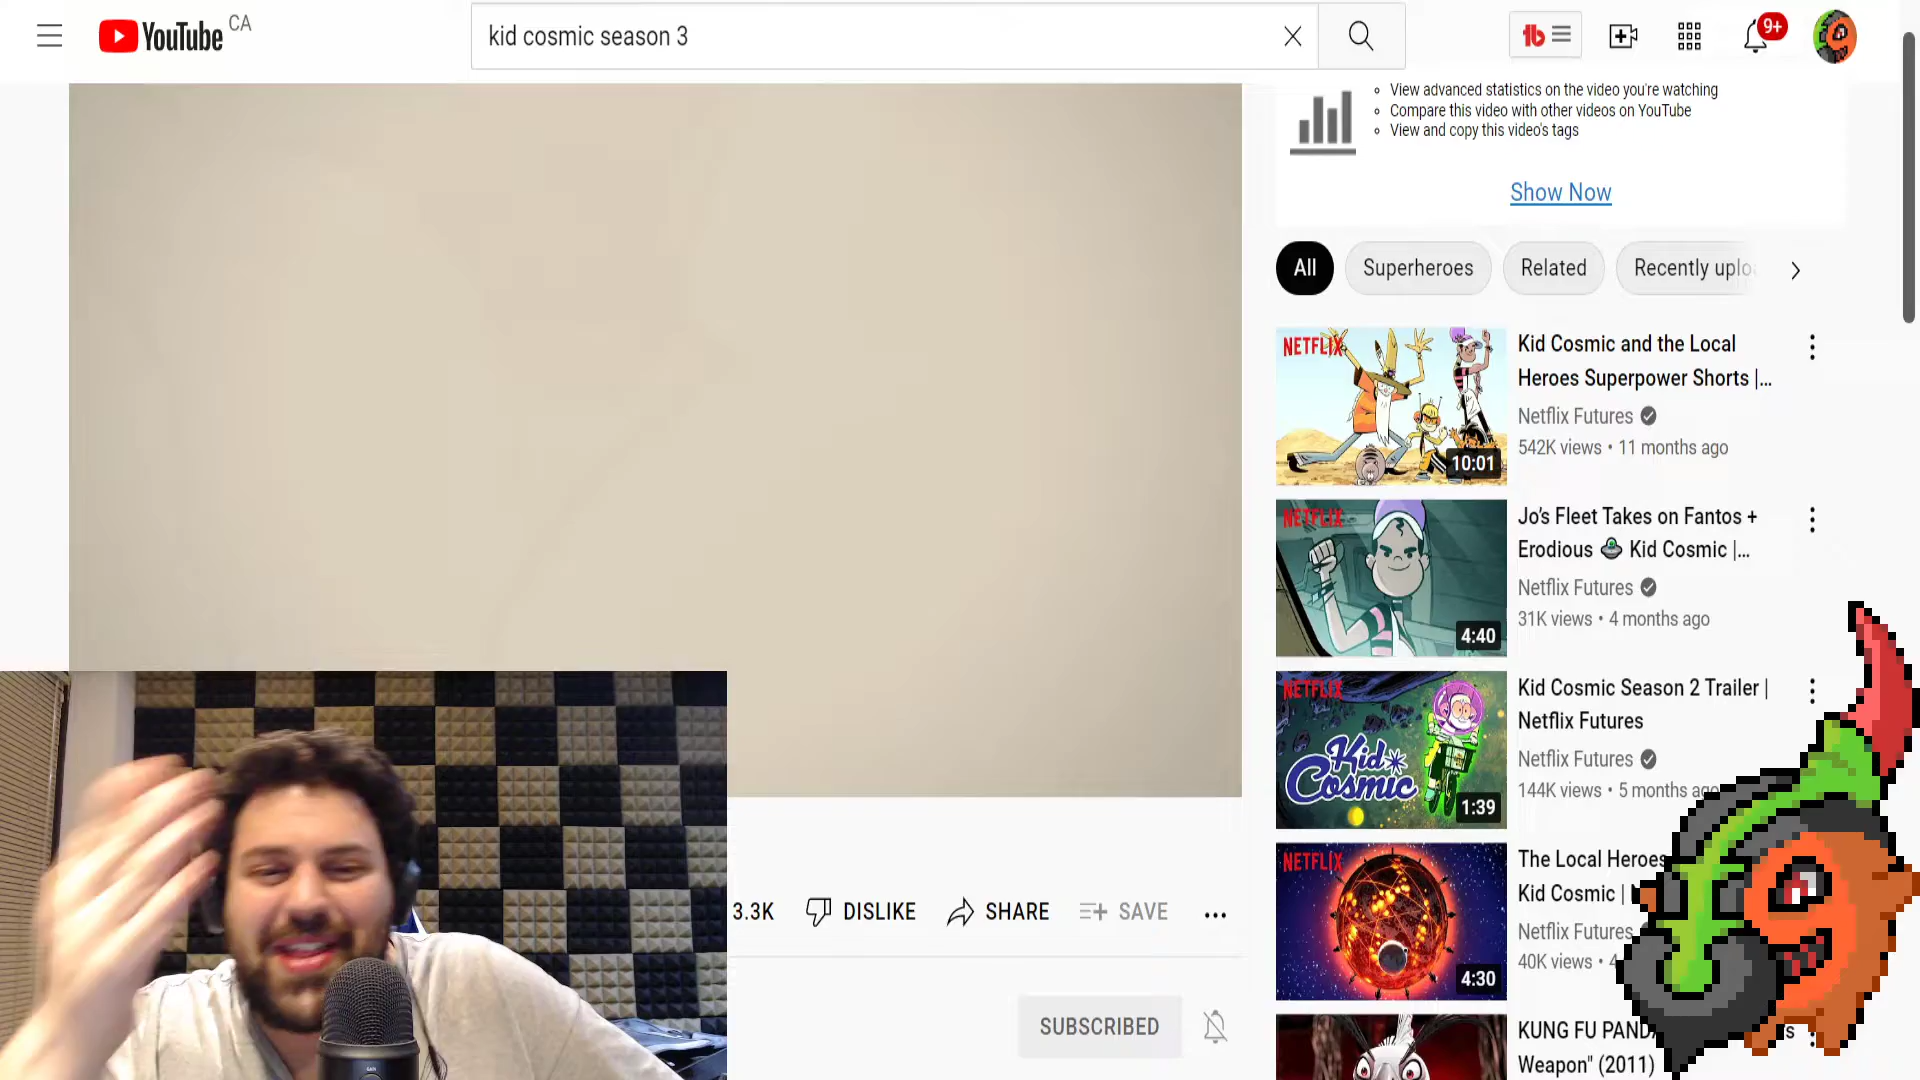 YouTube CA
kid cosmic season 3
9+
View advanced statistics on the video you're watching
Compare this video with other videos on YouTube
View and copy this video's tags
Show Now
All
Superheroes
Related
Recently uplo
NETFLIX
10:01
Kid Cosmic and the Local
Heroes Superpower Shorts |...
Netflix Futures
542K views • 11 months ago
NETFLIX
4:40
Jo's Fleet Takes on Fantos +
Erodious 🛸 Kid Cosmic |...
Netflix Futures
31K views • 4 months ago
NETFLIX
Kid Cosmic
1:39
Kid Cosmic Season 2 Trailer |
Netflix Futures
Netflix Futures
144K views • 5 months ago
NETFLIX
4:30
The Local Heroes
Kid Cosmic |
Netflix Futures
40K views • 4
3.3K
DISLIKE
SHARE
SAVE
SUBSCRIBED
KUNG FU PAND
Weapon" (2011)